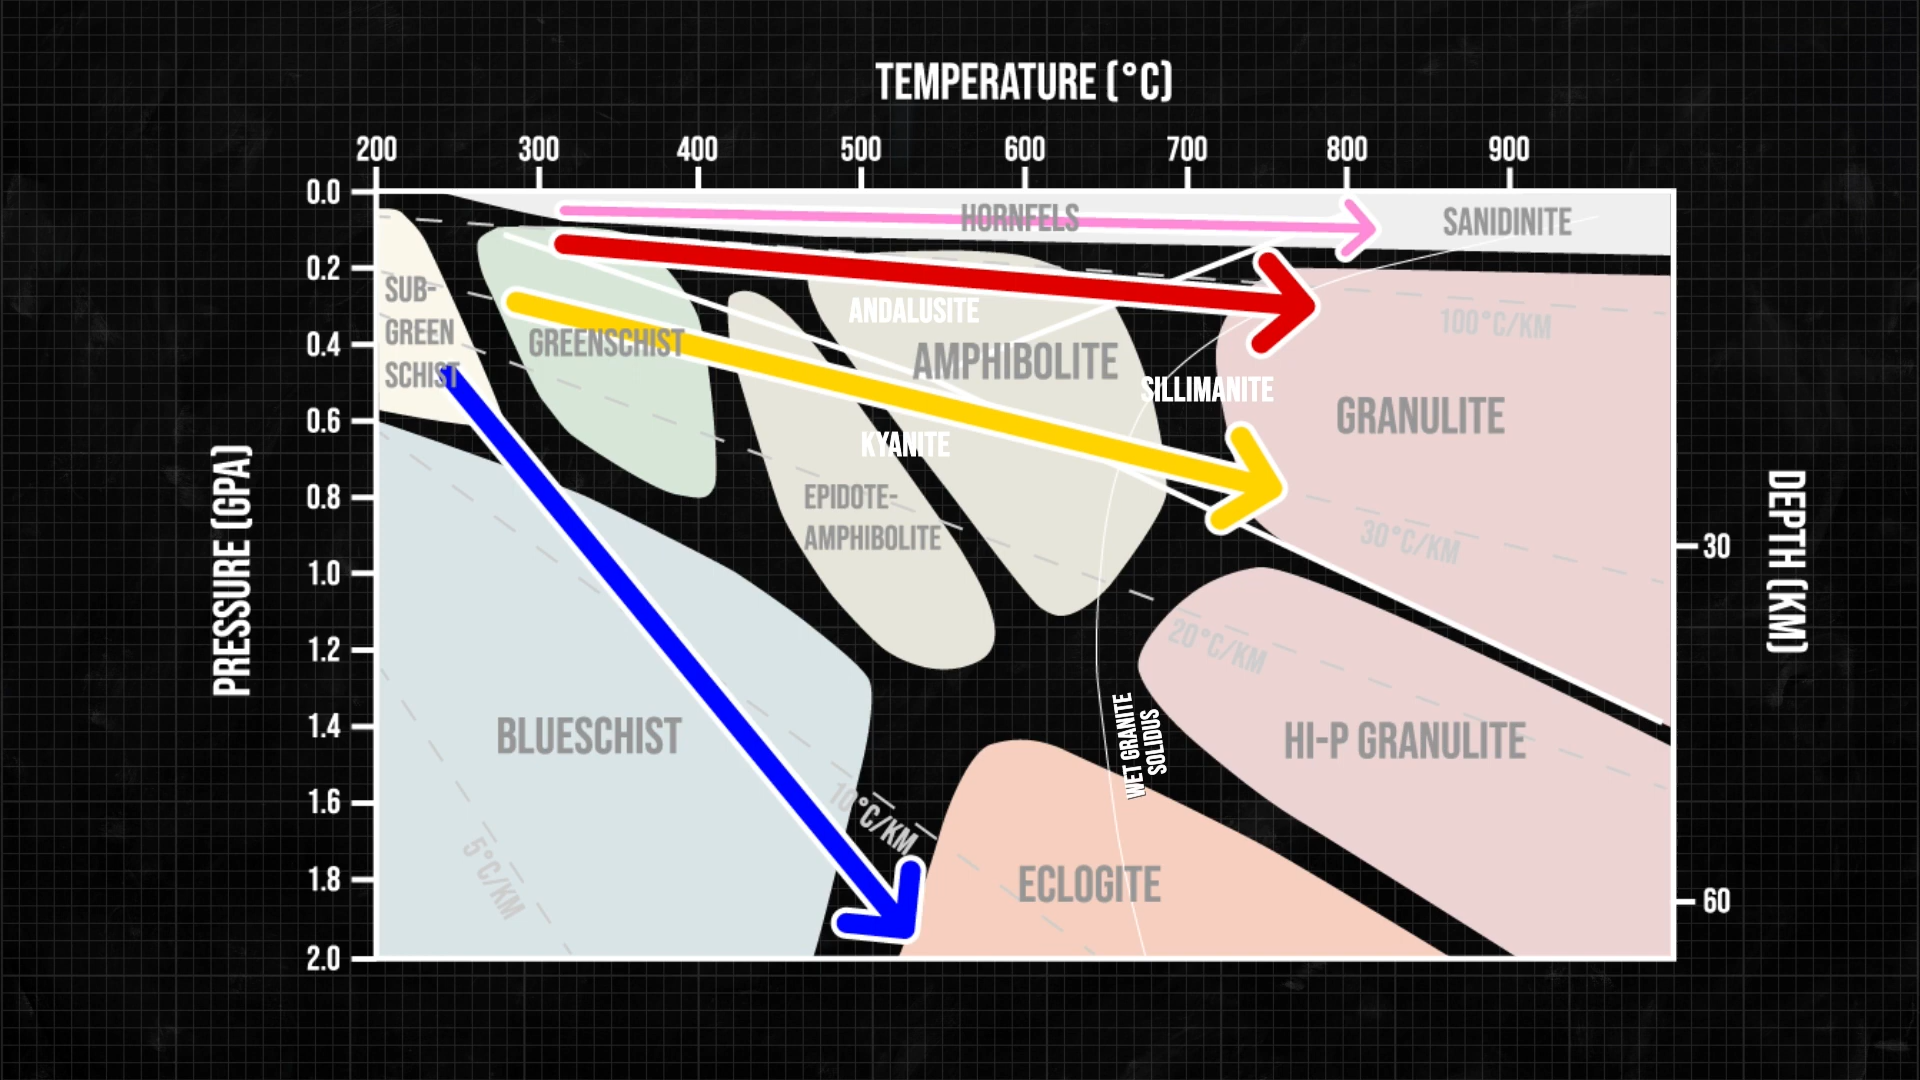 TEMPERATURE (°C)
200 300 400 500 600 700 800 900
0.0
0.2
0.4
0.6
0.8
1.0
1.2
1.4
1.6
1.8
2.0
PRESSURE (GPA)
DEPTH (KM)
30
60
HORNFELS
SANIDINITE
SUB-
GREEN
SCHIST
GREENSCHIST
ANDALUSITE
AMPHIBOLITE
SILLIMANITE
KYANITE
EPIDOTE-
AMPHIBOLITE
GRANULITE
100°C/KM
30°C/KM
20°C/KM
HI-P GRANULITE
WET GRANITE
SOLIDUS
BLUESCHIST
10°C/KM
5°C/KM
ECLOGITE